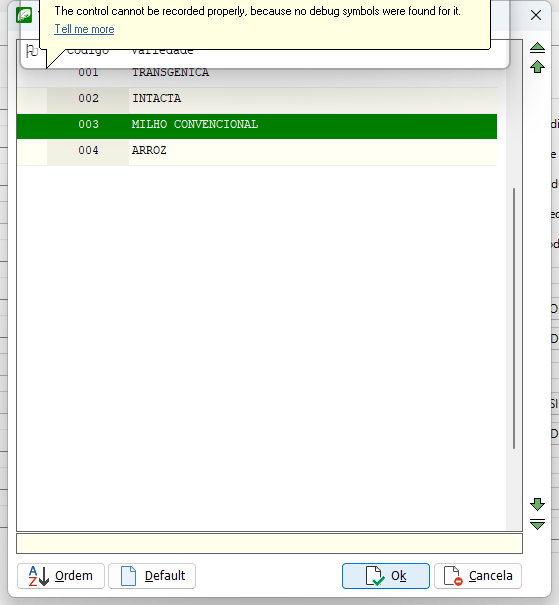 The control cannot be recorded properly, because no debug symbols were found for it.
Tell me more
Código Variedade
001 TRANSGENICA
002 INTACTA
003 MILHO CONVENCIONAL
004 ARROZ
Ordem Default Ok Cancela